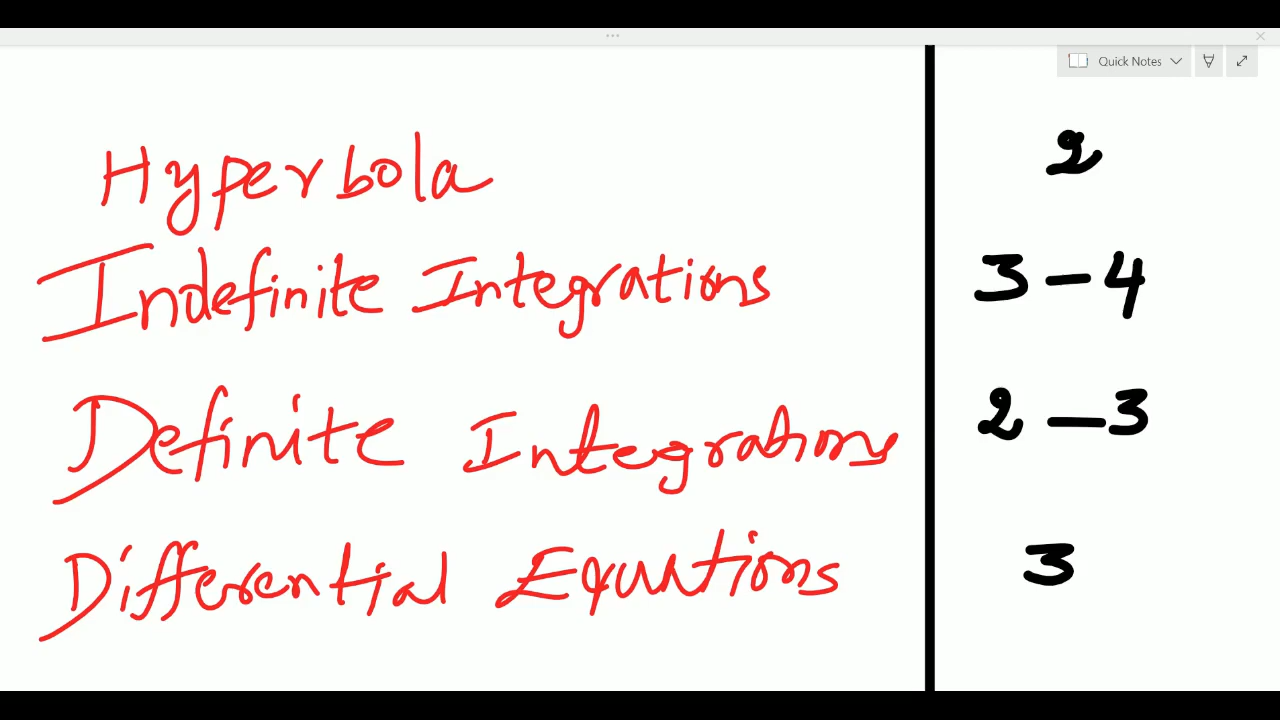 Quick Notes
Hyperbola 2
Indefinite Integrations 3 - 4
Definite Integrations 2 - 3
Differential Equations 3